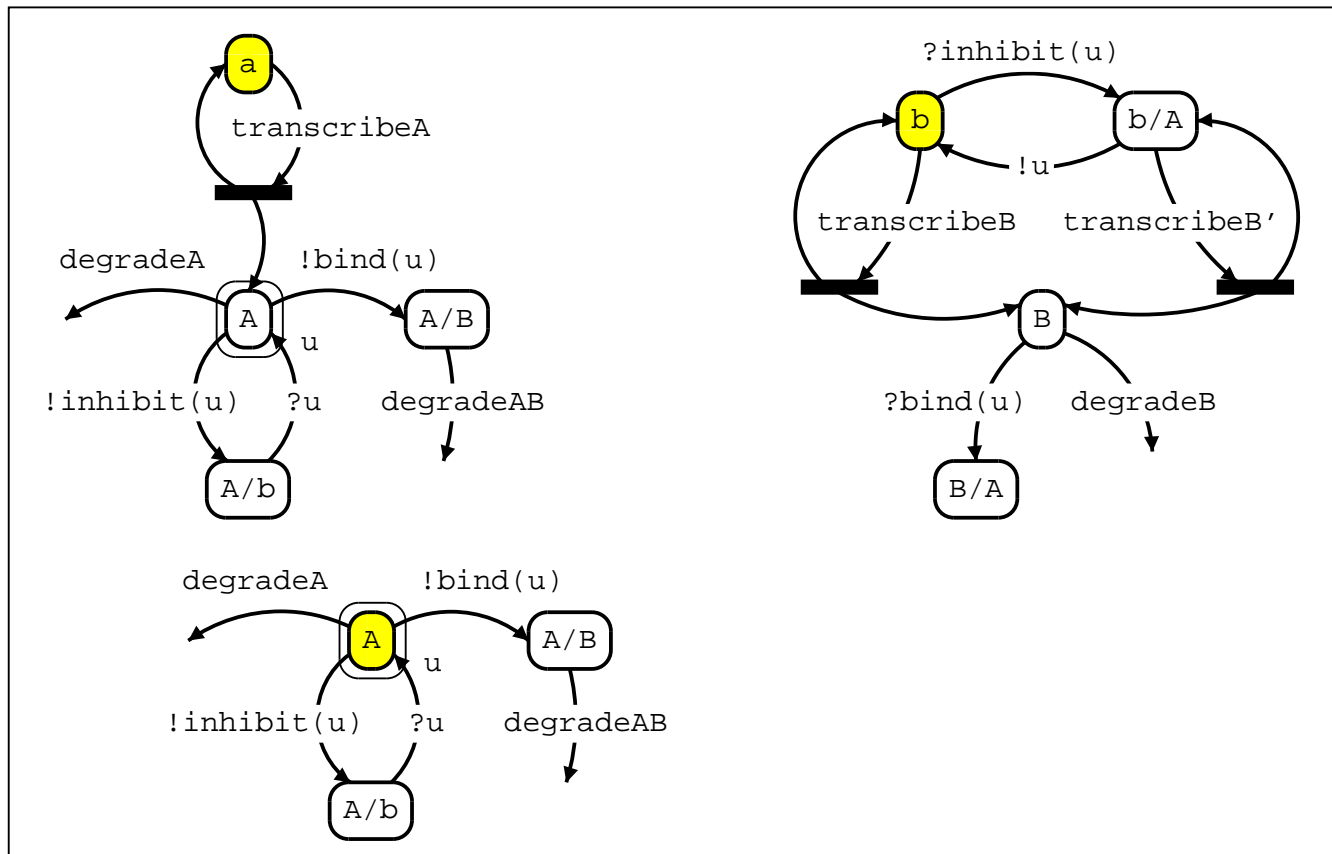 a
transcribeA
degradeA
!bind(u)
A
u
A/B
!inhibit(u)
?u
degradeAB
A/b
?inhibit(u)
b
b/A
!u
transcribeB
transcribeB’
B
?bind(u)
degradeB
B/A
degradeA
!bind(u)
A
u
A/B
!inhibit(u)
?u
degradeAB
A/b